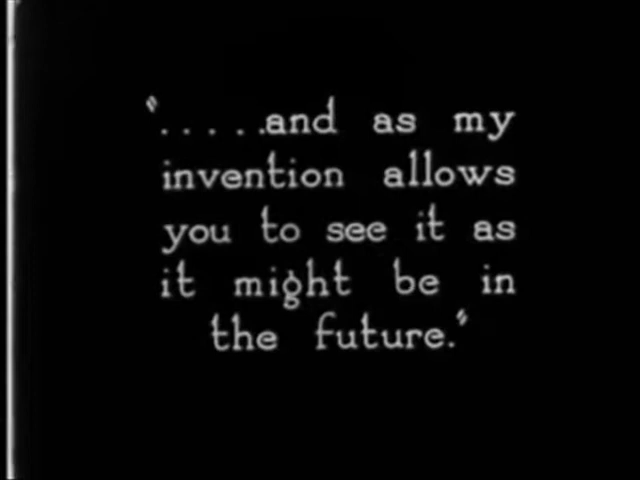 “.....and as my
invention allows
you to see it as
it might be in
the future.”